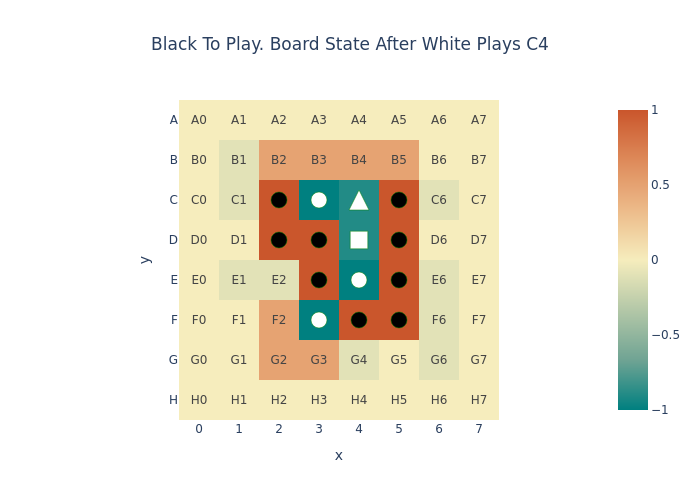 Black To Play. Board State After White Plays C4
A A0 A1 A2 A3 A4 A5 A6 A7
B B0 B1 B2 B3 B4 B5 B6 B7
C C0 C1 C6 C7
D D0 D1 D6 D7
E E0 E1 E2 E6 E7
F F0 F1 F2 F6 F7
G G0 G1 G2 G3 G4 G5 G6 G7
H H0 H1 H2 H3 H4 H5 H6 H7
0 1 2 3 4 5 6 7
x
y
1
0.5
0
−0.5
−1